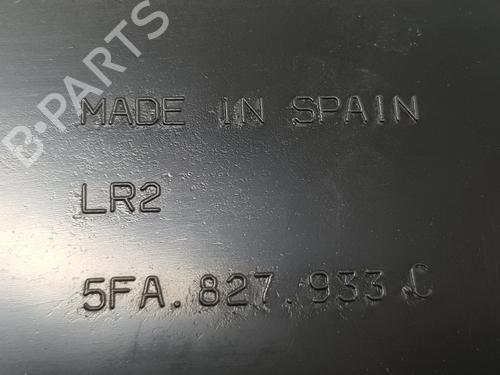 B-PARTS
MADE IN SPAIN
LR2
5FA.827.933 C